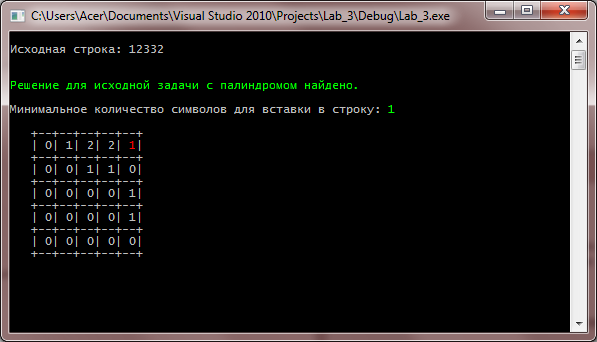 C:\Users\Acer\Documents\Visual Studio 2010\Projects\Lab_3\Debug\Lab_3.exe
Исходная строка: 12332
Решение для исходной задачи с палиндромом найдено.
Минимальное количество символов для вставки в строку: 1
+--+--+--+--+--+
| 0| 1| 2| 2| 1|
+--+--+--+--+--+
| 0| 0| 1| 1| 0|
+--+--+--+--+--+
| 0| 0| 0| 0| 1|
+--+--+--+--+--+
| 0| 0| 0| 0| 1|
+--+--+--+--+--+
| 0| 0| 0| 0| 0|
+--+--+--+--+--+